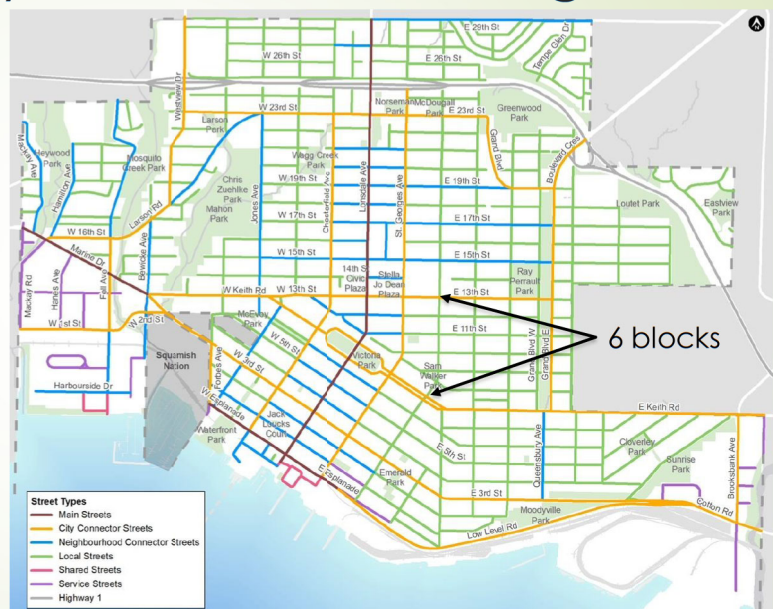 E 29th St
Tempe Glen Dr
W 26th St
E 26th St
Westview Dr
W 23rd St
Norseman
Park
McDougall
Park
E 23rd St
Greenwood
Park
Larson
Park
Grand Blvd
Boulevard Cres
Mackay Ave
Heywood
Park
Hamilton Ave
Mosquito
Creek Park
Wagg Creek
Park
Chris
Zuehlke
Park
Mahon
Park
Jones Ave
W 19th St
Chesterfield Ave
Lonsdale Ave
St. Georges Ave
E 19th St
Loutet Park
Eastview
Park
Larson Rd
W 17th St
E 17th St
W 16th St
Marine Dr
Bewicke Ave
W 15th St
E 15th St
Mackay Rd
Hanes Ave
Fell Ave
W Keith Rd
W 13th St
14th St
Civic
Plaza
Stella
Jo Dean
Plaza
E 13th St
Ray
Perrault
Park
W 1st St
W 2nd St
McEvoy
Park
W 5th St
E 11th St
Grand Blvd W
Grand Blvd E
6 blocks
Squamish
Nation
Forbes Ave
W 3rd St
Victoria
Park
Sam
Walker
Park
Harbourside Dr
W Esplanade
E Keith Rd
Waterfront
Park
Jack
Loucks
Court
E 5th St
Queensbury Ave
Cloverley
Park
Sunrise
Park
Brooksbank Ave
E Esplanade
Emerald
Park
E 3rd St
Moodyville
Park
Cotton Rd
Low Level Rd
Street Types
Main Streets
City Connector Streets
Neighbourhood Connector Streets
Local Streets
Shared Streets
Service Streets
Highway 1